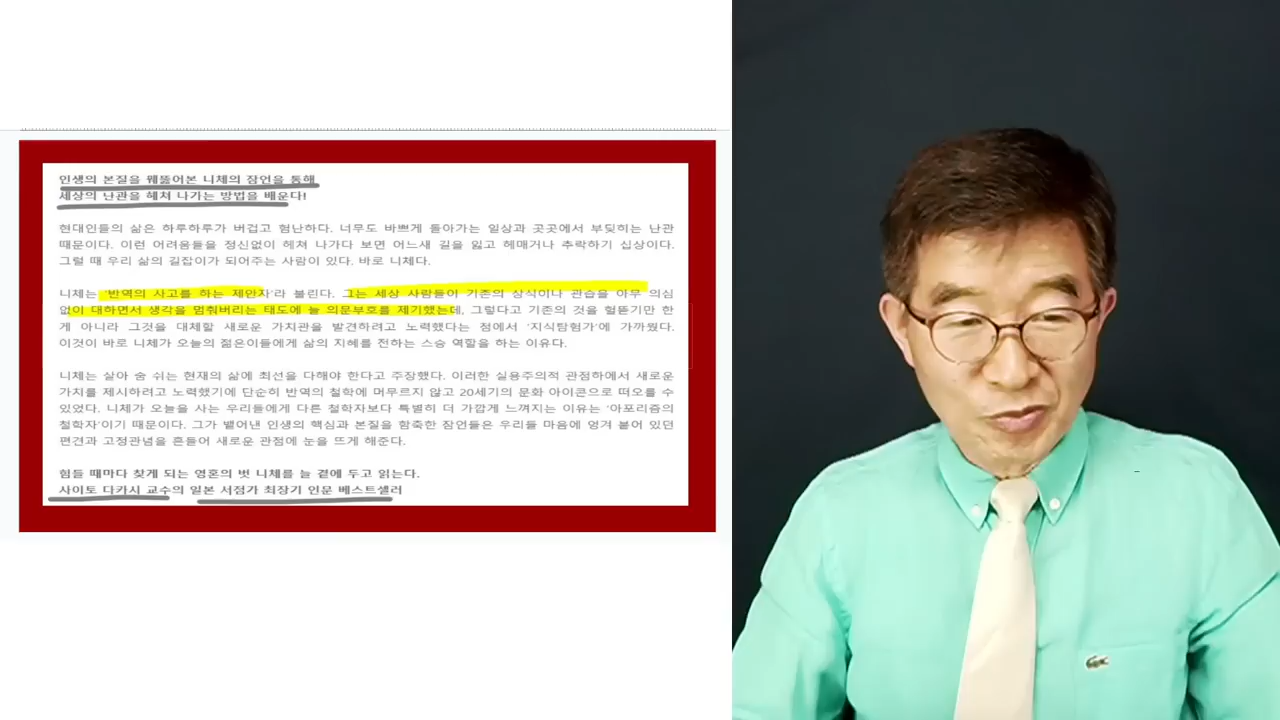 인생의 본질을 꿰뚫어본 니체의 잠언을 통해
세상의 난관을 헤쳐 나가는 방법을 배운다!
현대인들의 삶은 하루하루가 버겁고 험난하다. 너무도 바쁘게 돌아가는 일상과 곳곳에서 부딪히는 난관
때문이다. 이런 어려움들을 정신없이 헤쳐 나가다 보면 어느새 길을 잃고 헤매거나 추락하기 십상이다.
그럴 때 우리 삶의 길잡이가 되어주는 사람이 있다. 바로 니체다.
니체는 ‘반역의 사고를 하는 제안자’라 불린다. 그는 세상 사람들이 기존의 상식이나 관습을 아무 의심
없이 대하면서 생각을 멈춰버리는 태도에 늘 의문부호를 제기했는데, 그렇다고 기존의 것을 헐뜯기만 한
게 아니라 그것을 대체할 새로운 가치관을 발견하려고 노력했다는 점에서 ‘지식탐험가’에 가까웠다.
이것이 바로 니체가 오늘의 젊은이들에게 삶의 지혜를 전하는 스승 역할을 하는 이유다.
니체는 살아 숨 쉬는 현재의 삶에 최선을 다해야 한다고 주장했다. 이러한 실용주의적 관점하에서 새로운
가치를 제시하려고 노력했기에 단순히 반역의 철학에 머무르지 않고 20세기의 문화 아이콘으로 떠오를 수
있었다. 니체가 오늘을 사는 우리들에게 다른 철학자보다 특별히 더 가깝게 느껴지는 이유는 ‘아포리즘의
철학자’이기 때문이다. 그가 뱉어낸 인생의 핵심과 본질을 함축한 잠언들은 우리들 마음에 엉겨 붙어 있던
편견과 고정관념을 흔들어 새로운 관점에 눈을 뜨게 해준다.
힘들 때마다 찾게 되는 영혼의 벗 니체를 늘 곁에 두고 읽는다.
사이토 다카시 교수의 일본 서점가 최장기 인문 베스트셀러